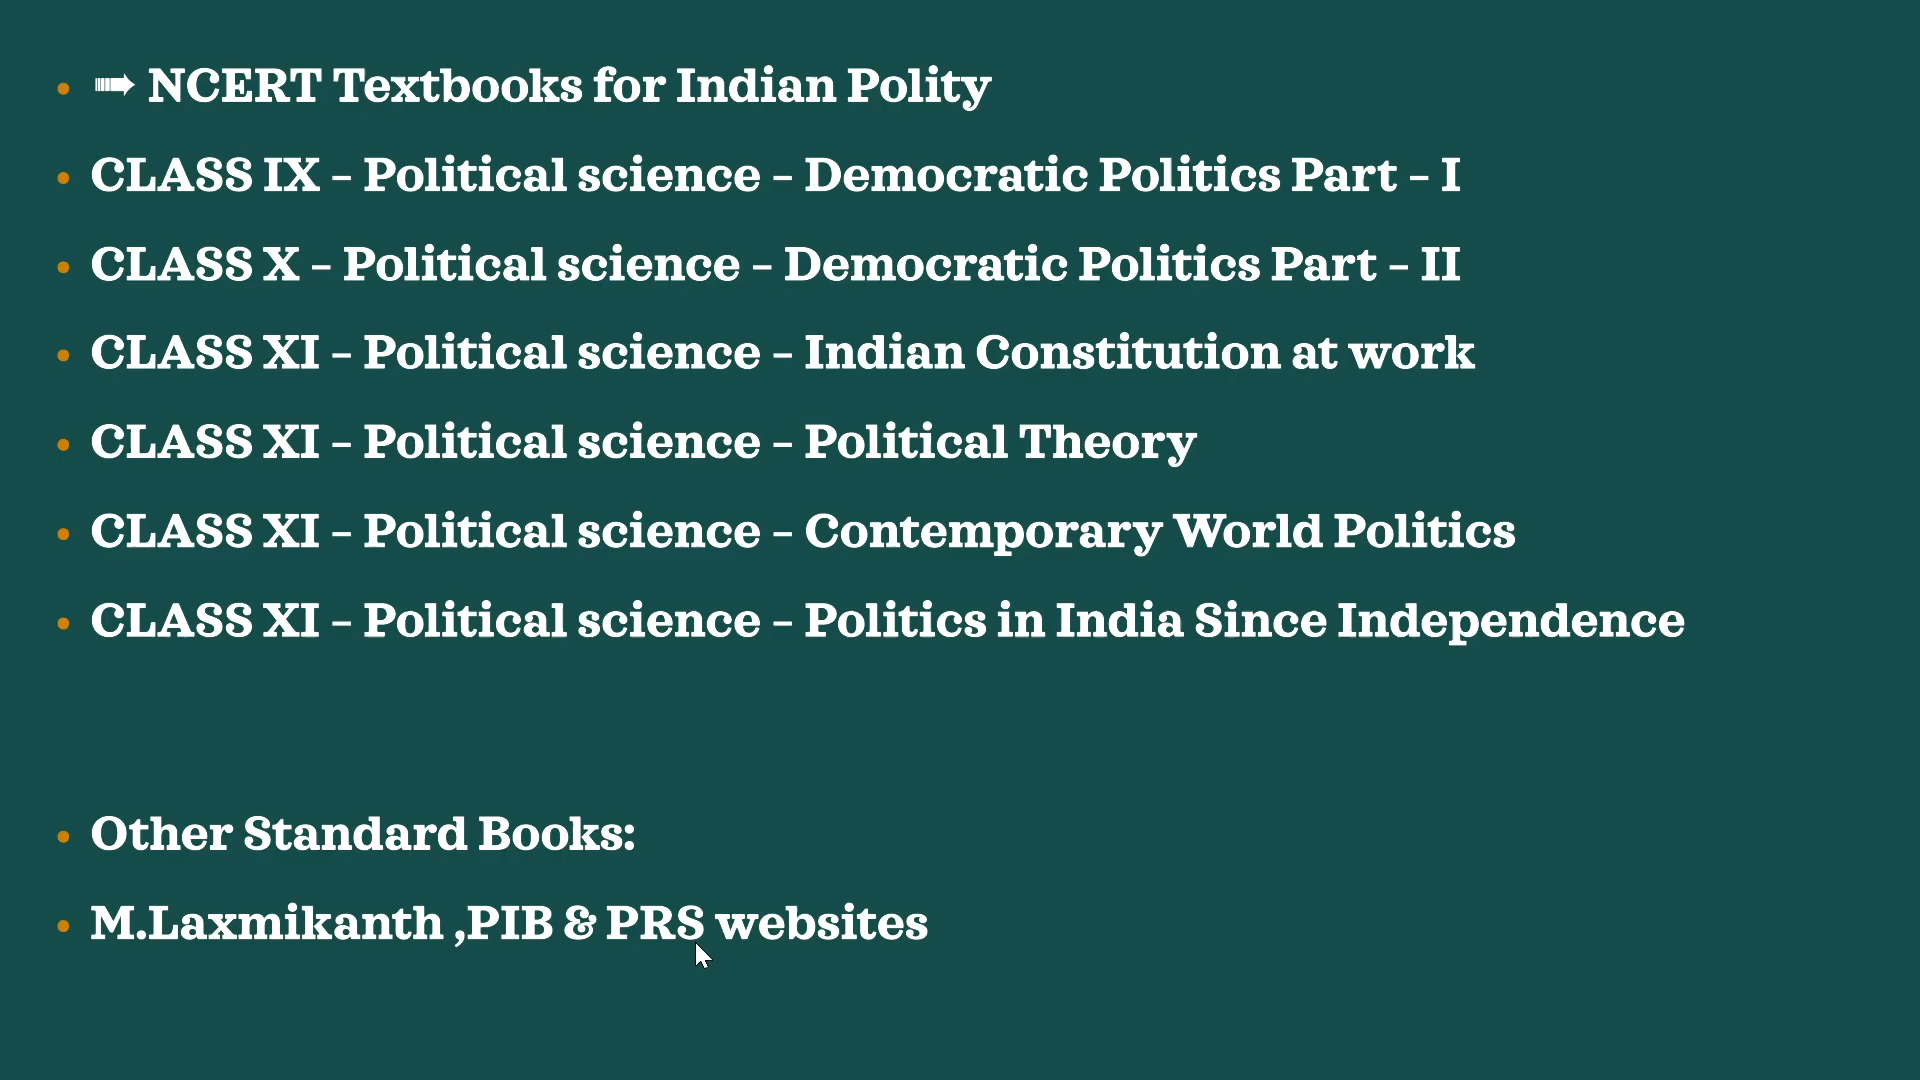 ➠ NCERT Textbooks for Indian Polity
CLASS IX – Political science – Democratic Politics Part – I
CLASS X – Political science – Democratic Politics Part – II
CLASS XI – Political science – Indian Constitution at work
CLASS XI – Political science – Political Theory
CLASS XI – Political science – Contemporary World Politics
CLASS XI – Political science – Politics in India Since Independence
Other Standard Books:
M.Laxmikanth ,PIB & PRS websites